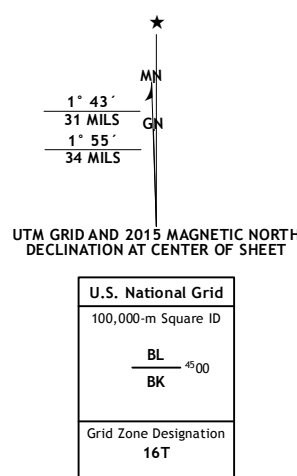 ★
MN
1° 43´
31 MILS
GN
1° 55´
34 MILS
UTM GRID AND 2015 MAGNETIC NORTH
DECLINATION AT CENTER OF SHEET
U.S. National Grid
100,000-m Square ID
BL
4500
BK
Grid Zone Designation
16T